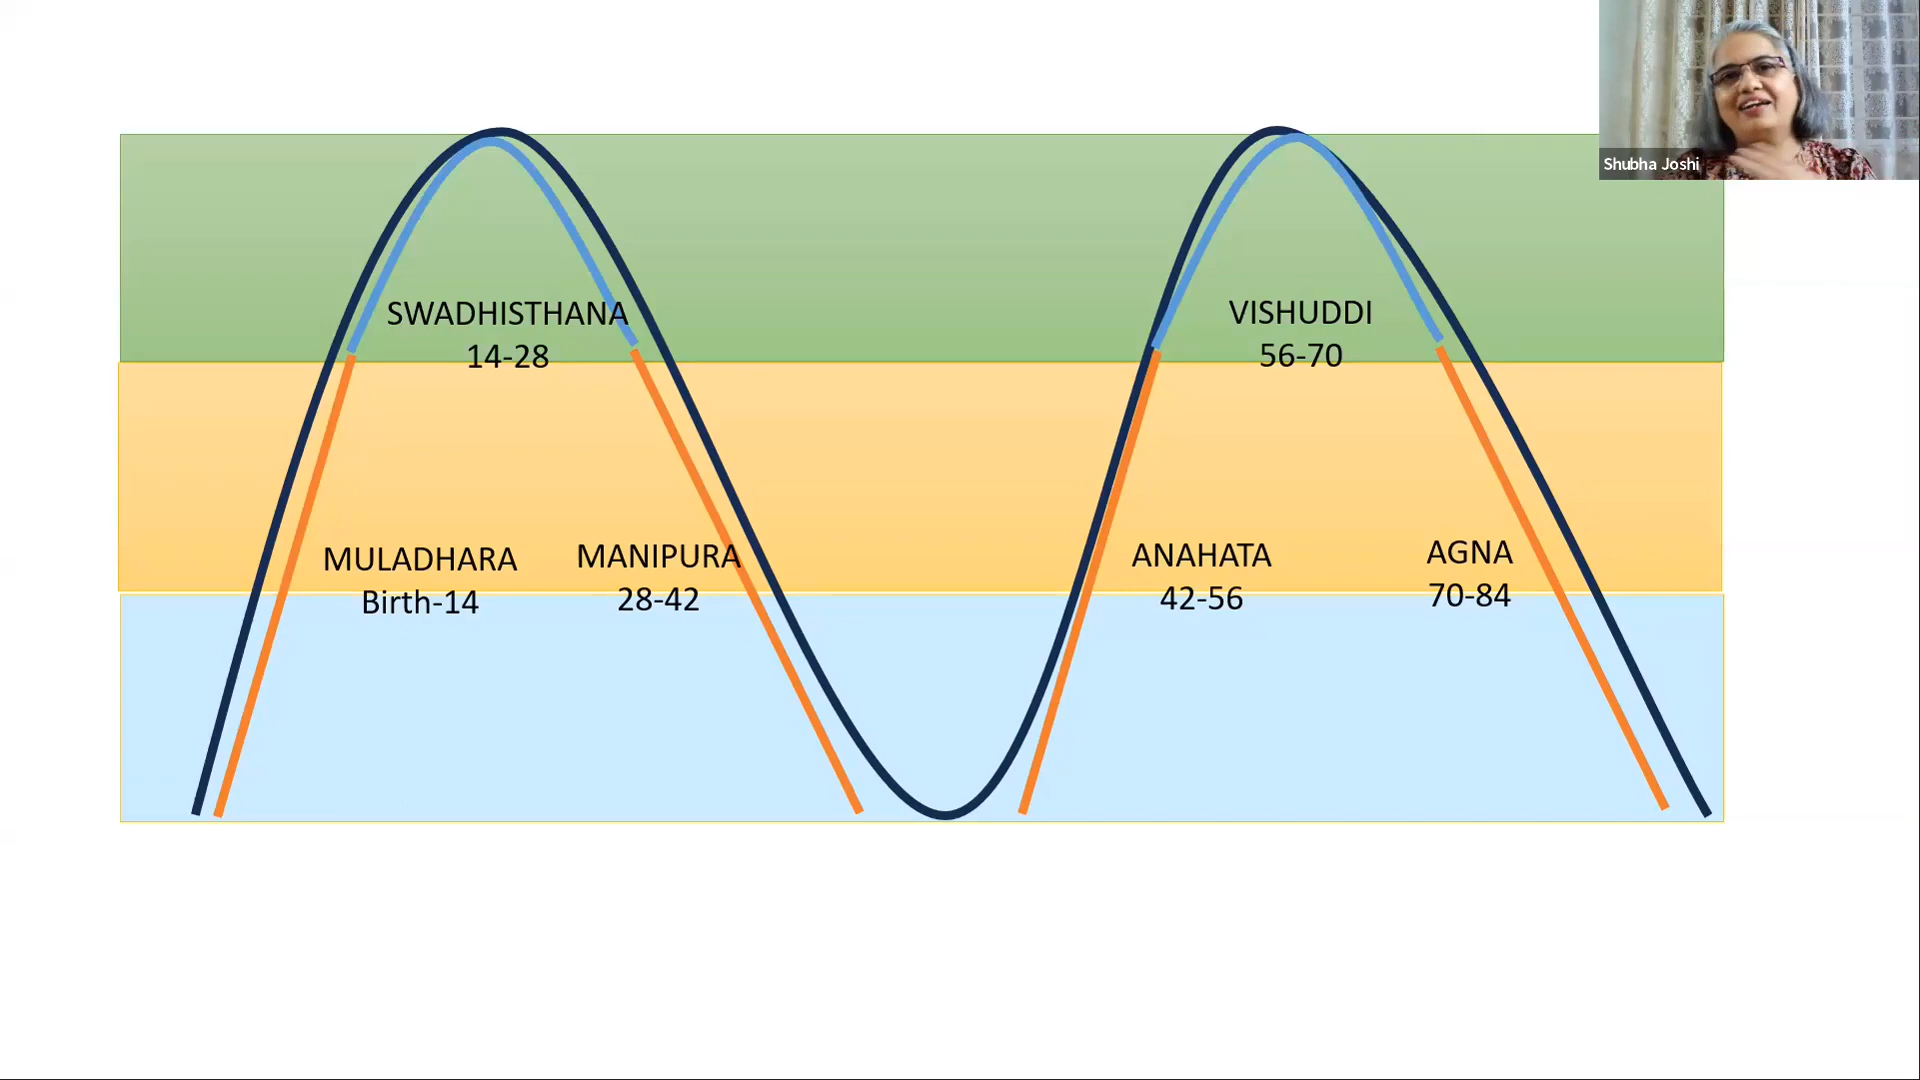 Shubha Joshi
SWADHISTHANA
14-28
VISHUDDI
56-70
MULADHARA
Birth-14
MANIPURA
28-42
ANAHATA
42-56
AGNA
70-84